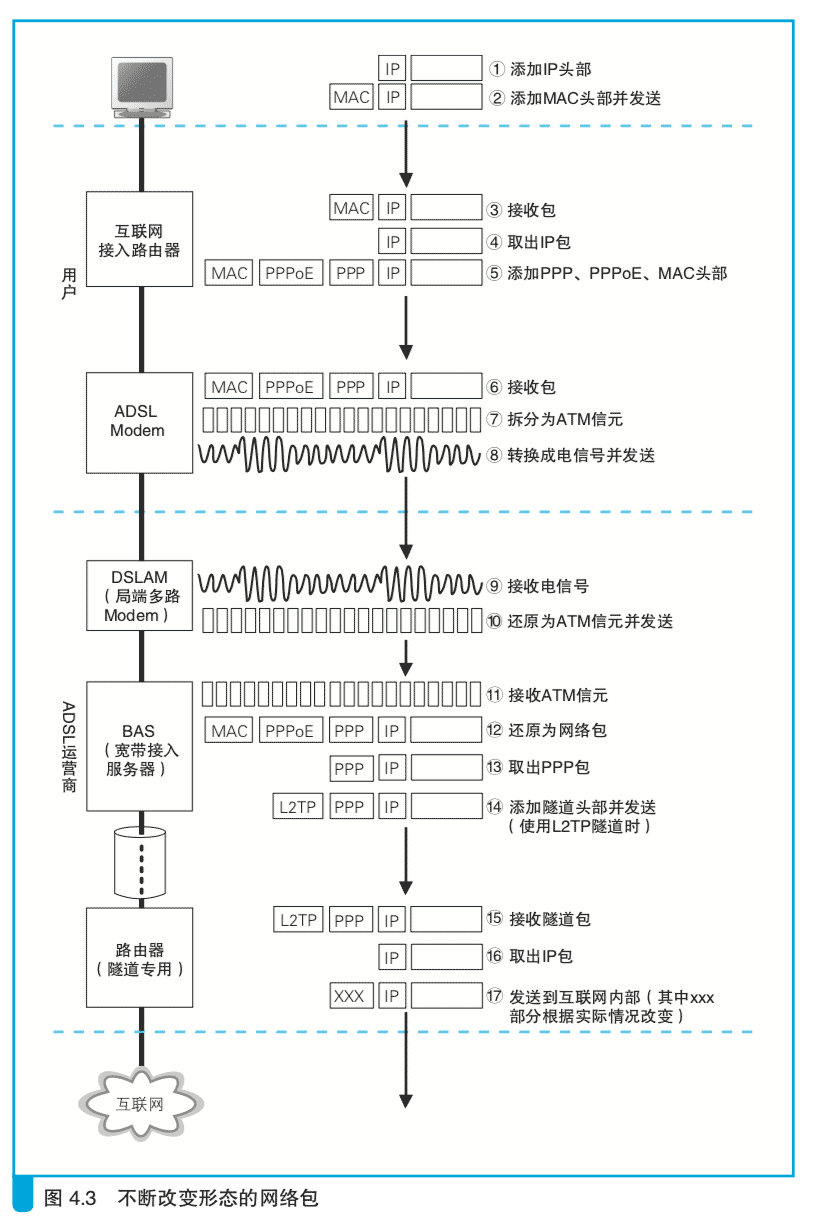 IP
① 添加IP头部
MAC IP
② 添加MAC头部并发送
互联网
接入路由器
用户
MAC IP
③ 接收包
IP
④ 取出IP包
MAC PPPoE PPP IP
⑤ 添加PPP、PPPoE、MAC头部
ADSL
Modem
MAC PPPoE PPP IP
⑥ 接收包
⑦ 拆分为ATM信元
⑧ 转换成电信号并发送
DSLAM
(局端多路
Modem)
⑨ 接收电信号
⑩ 还原为ATM信元并发送
ADSL运营商
BAS
(宽带接入
服务器)
⑪ 接收ATM信元
MAC PPPoE PPP IP
⑫ 还原为网络包
PPP IP
⑬ 取出PPP包
L2TP PPP IP
⑭ 添加隧道头部并发送
(使用L2TP隧道时)
路由器
(隧道专用)
L2TP PPP IP
⑮ 接收隧道包
IP
⑯ 取出IP包
XXX IP
⑰ 发送到互联网内部(其中xxx
部分根据实际情况改变)
互联网
图 4.3 不断改变形态的网络包